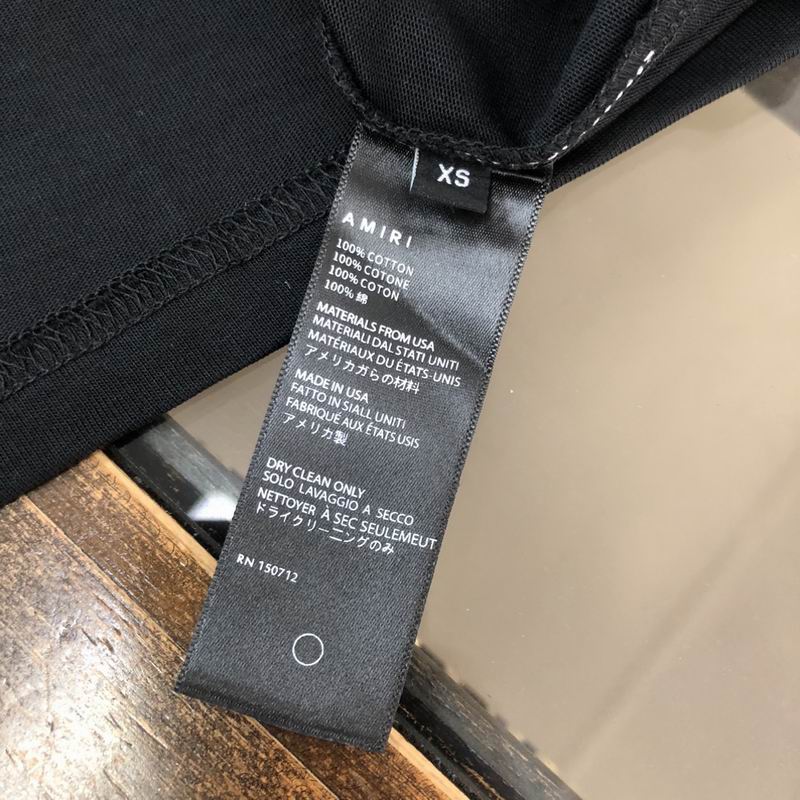 XS
AMIRI
100% COTTON
100% COTONE
100% COTON
100% 綿
MATERIALS FROM USA
MATERIALI DAL STATI UNITI
MATÉRIAUX DU ÉTATS-UNIS
アメリカガらの材料
MADE IN USA
FATTO IN SIALL UNITI
FABRIQUÉ AUX ÉTATS USIS
アメリカ製
DRY CLEAN ONLY
SOLO LAVAGGIO A SECCO
NETTOYER À SEC SEULEMEUT
ドライクリーニングのみ
RN 150712